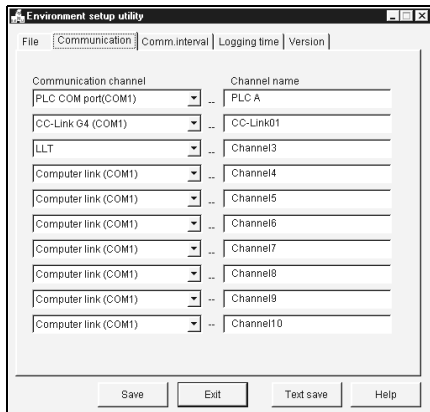 Environment setup utility
File Communication Comm.interval Logging time Version
Communication channel Channel name
PLC COM port(COM1) -- PLC A
CC-Link G4 (COM1) -- CC-Link01
LLT -- Channel3
Computer link (COM1) -- Channel4
Computer link (COM1) -- Channel5
Computer link (COM1) -- Channel6
Computer link (COM1) -- Channel7
Computer link (COM1) -- Channel8
Computer link (COM1) -- Channel9
Computer link (COM1) -- Channel10
Save Exit Text save Help